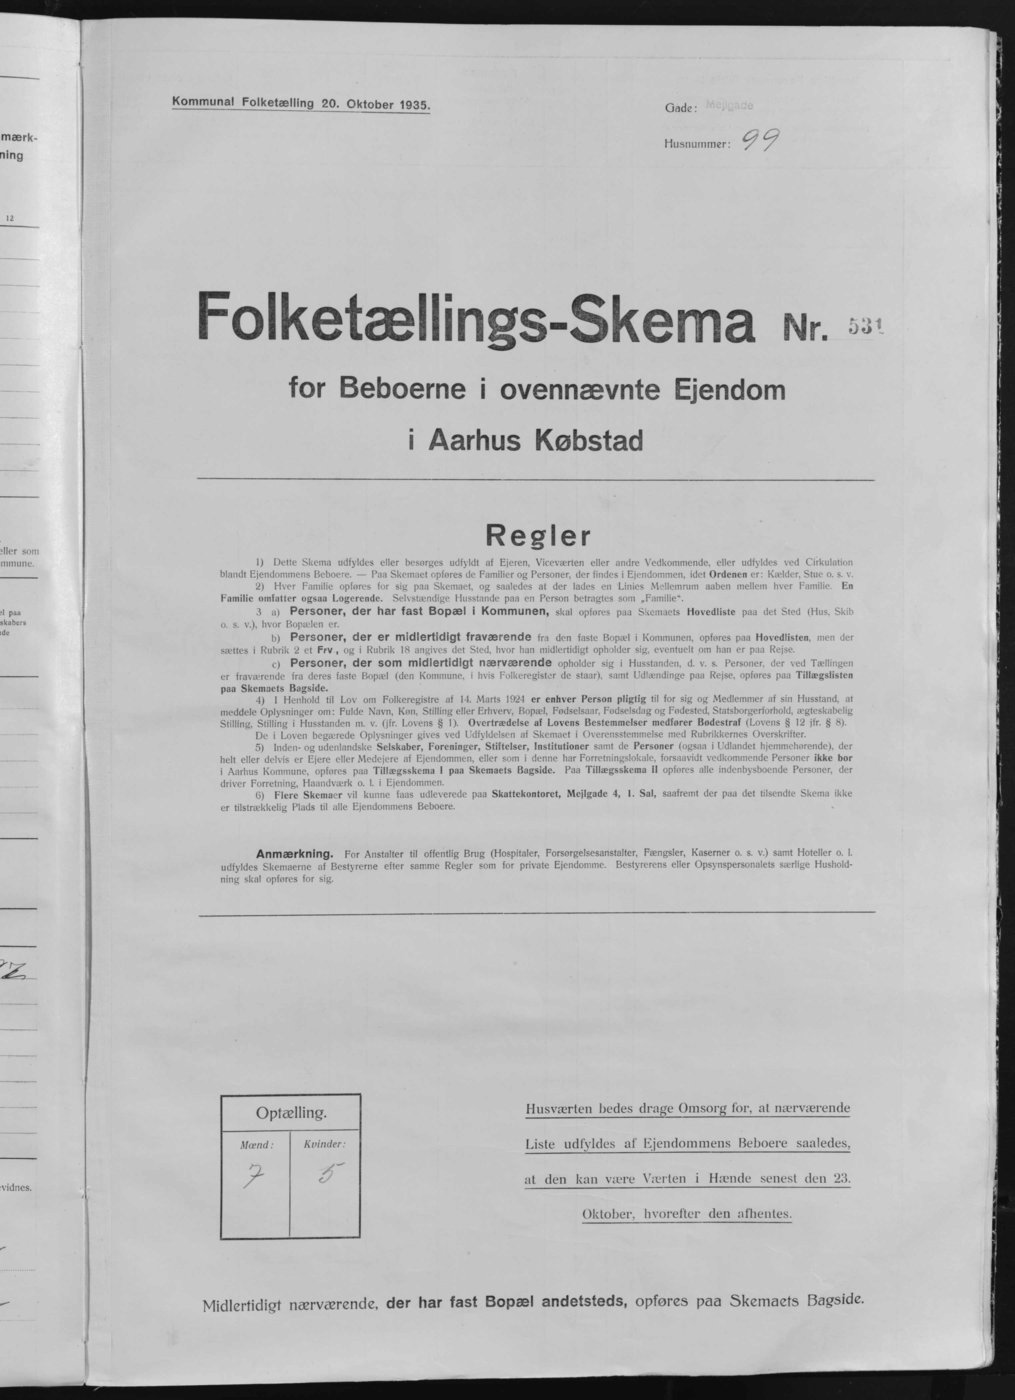 mærk-
ning
12
eller som
mmune.
el paa
skabers
de
vidnes.
Kommunal Folketælling 20. Oktober 1935.
Gade: Mejlgade
Husnummer: 99
Folketællings-Skema Nr. 531
for Beboerne i ovennævnte Ejendom
i Aarhus Købstad
Regler
1) Dette Skema udfyldes eller besørges udfyldt af Ejeren, Viceværten eller andre Vedkommende, eller udfyldes ved Cirkulation
blandt Ejendommens Beboere. — Paa Skemaet opføres de Familier og Personer, der findes i Ejendommen, idet Ordenen er: Kælder, Stue o. s. v.
2) Hver Familie opføres for sig paa Skemaet, og saaledes at der lades en Linies Mellemrum aaben mellem hver Familie. En
Familie omfatter ogsaa Logerende. Selvstændige Husstande paa en Person betragtes som „Familie“.
3 a) Personer, der har fast Bopæl i Kommunen, skal opføres paa Skemaets Hovedliste paa det Sted (Hus, Skib
o. s. v.), hvor Bopælen er.
b) Personer, der er midlertidigt fraværende fra den faste Bopæl i Kommunen, opføres paa Hovedlisten, men der
sættes i Rubrik 2 et Frv, og i Rubrik 18 angives det Sted, hvor han midlertidigt opholder sig, eventuelt om han er paa Rejse.
c) Personer, der som midlertidigt nærværende opholder sig i Husstanden, d. v. s. Personer, der ved Tællingen
er fraværende fra deres faste Bopæl (den Kommune, i hvis Folkeregister de staar), samt Udlændinge paa Rejse, opføres paa Tillægslisten
paa Skemaets Bagside.
4) I Henhold til Lov om Folkeregistre af 14. Marts 1924 er enhver Person pligtig til for sig og Medlemmer af sin Husstand, at
meddele Oplysninger om: Fulde Navn, Køn, Stilling eller Erhverv, Bopæl, Fødselsaar, Fødselsdag og Fødested, Statsborgerforhold, ægteskabelig
Stilling, Stilling i Husstanden m. v. (jfr. Lovens § 1). Overtrædelse af Lovens Bestemmelser medfører Bødestraf (Lovens § 12 jfr. § 8).
De i Loven begærede Oplysninger gives ved Udfyldelsen af Skemaet i Overensstemmelse med Rubrikkernes Overskrifter.
5) Inden- og udenlandske Selskaber, Foreninger, Stiftelser, Institutioner samt de Personer (ogsaa i Udlandet hjemmehørende), der
helt eller delvis er Ejere eller Medejere af Ejendommen, eller som i denne har Forretningslokale, forsaavidt vedkommende Personer ikke bor
i Aarhus Kommune, opføres paa Tillægsskema I paa Skemaets Bagside. Paa Tillægsskema II opføres alle indenbysboende Personer, der
driver Forretning, Haandværk o. l. i Ejendommen.
6) Flere Skemaer vil kunne faas udleverede paa Skattekontoret, Mejlgade 4, 1. Sal, saafremt der paa det tilsendte Skema ikke
er tilstrækkelig Plads til alle Ejendommens Beboere.
Anmærkning. For Anstalter til offentlig Brug (Hospitaler, Forsørgelsesanstalter, Fængsler, Kaserner o. s. v.) samt Hoteller o. l.
udfyldes Skemaerne af Bestyrerne efter samme Regler som for private Ejendomme. Bestyrerens eller Opsynspersonalets særlige Hushold-
ning skal opføres for sig.
Optælling.
Mænd: Kvinder:
7 5
Husværten bedes drage Omsorg for, at nærværende
Liste udfyldes af Ejendommens Beboere saaledes,
at den kan være Værten i Hænde senest den 23.
Oktober, hvorefter den afhentes.
Midlertidigt nærværende, der har fast Bopæl andetsteds, opføres paa Skemaets Bagside.